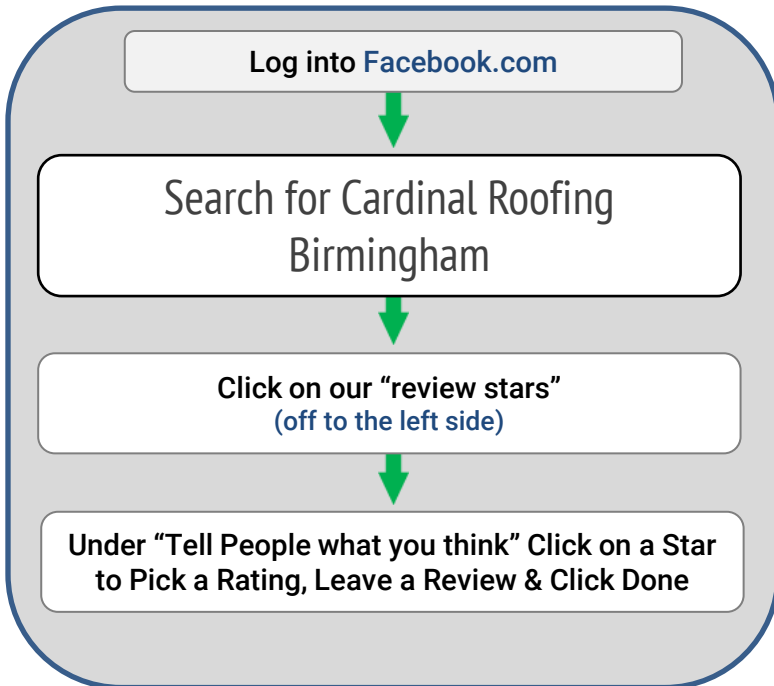 Log into Facebook.com
Search for Cardinal Roofing
Birmingham
Click on our “review stars”
(off to the left side)
Under “Tell People what you think” Click on a Star
to Pick a Rating, Leave a Review & Click Done